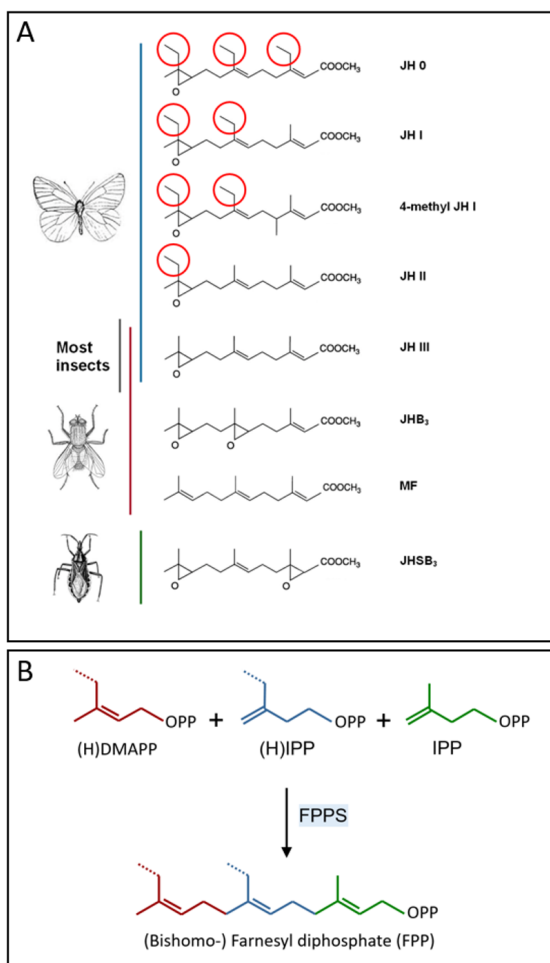 A
COOCH₃ JH 0
O
COOCH₃ JH I
O
COOCH₃ 4-methyl JH I
O
COOCH₃ JH II
O
Most
insects
COOCH₃ JH III
O
COOCH₃ JHB₃
O O
COOCH₃ MF
COOCH₃ JHSB₃
O O
B
OPP + OPP + OPP
(H)DMAPP (H)IPP IPP
FPPS
OPP
(Bishomo-) Farnesyl diphosphate (FPP)